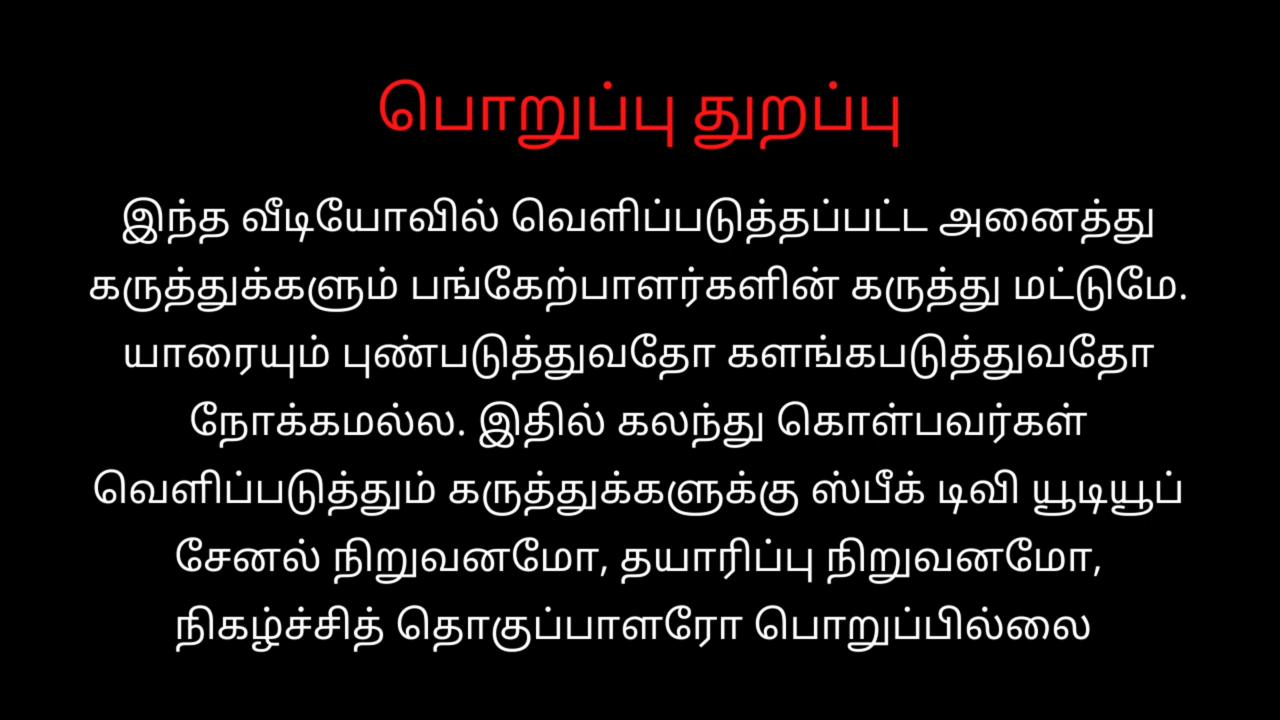 பொறுப்பு துறப்பு
இந்த வீடியோவில் வெளிப்படுத்தப்பட்ட அனைத்து
கருத்துக்களும் பங்கேற்பாளர்களின் கருத்து மட்டுமே.
யாரையும் புண்படுத்துவதோ களங்கபடுத்துவதோ
நோக்கமல்ல. இதில் கலந்து கொள்பவர்கள்
வெளிப்படுத்தும் கருத்துக்களுக்கு ஸ்பீக் டிவி யூடியூப்
சேனல் நிறுவனமோ, தயாரிப்பு நிறுவனமோ,
நிகழ்ச்சித் தொகுப்பாளரோ பொறுப்பில்லை